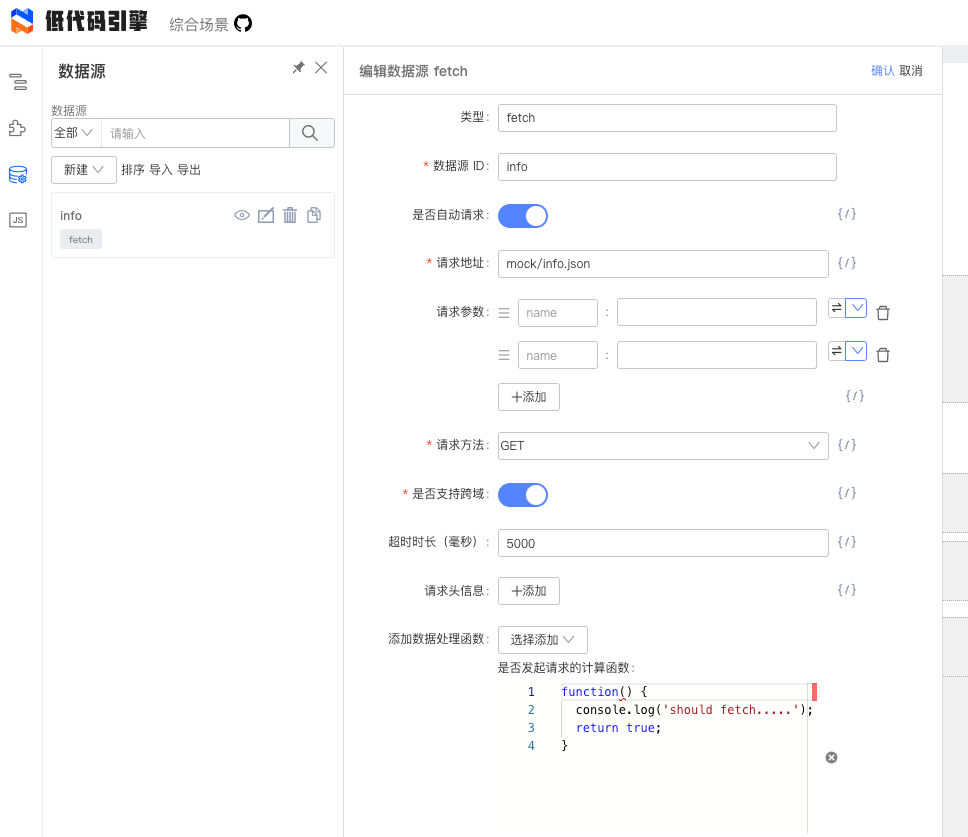 低代码引擎 综合场景
数据源
数据源
全部 请输入
新建 排序 导入 导出
info
fetch
JS
编辑数据源 fetch 确认 取消
类型: fetch
* 数据源 ID: info
是否自动请求: {/}
* 请求地址: mock/info.json {/}
请求参数: name :
name :
+添加 {/}
* 请求方法: GET {/}
* 是否支持跨域: {/}
超时时长（毫秒）: 5000 {/}
请求头信息: +添加 {/}
添加数据处理函数: 选择添加
是否发起请求的计算函数:
1 function() {
2 console.log('should fetch.....');
3 return true;
4 }